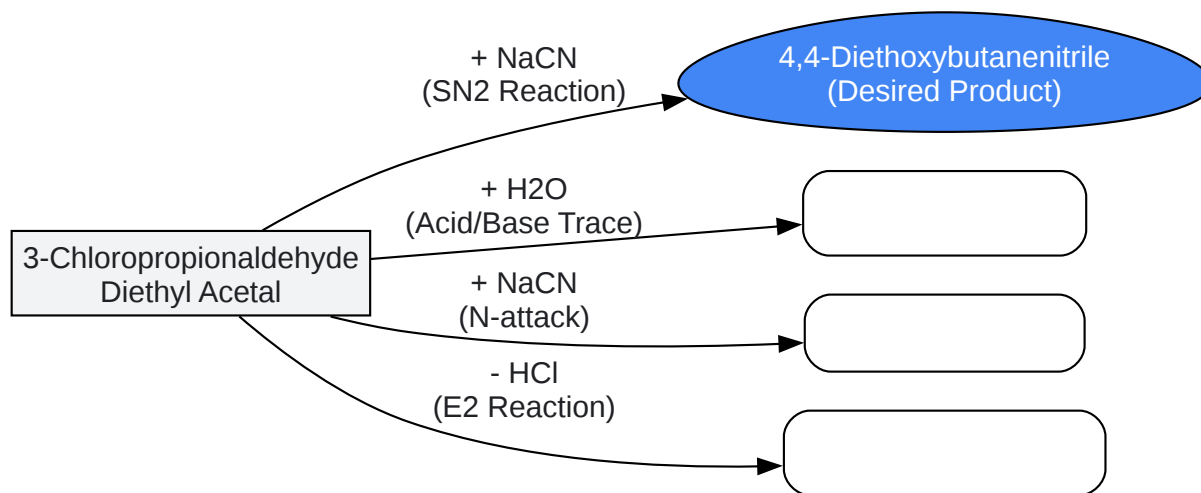 + NaCN
(SN2 Reaction)
4,4-Diethoxybutanenitrile
(Desired Product)
+ H2O
(Acid/Base Trace)
3-Chloropropionaldehyde
Diethyl Acetal
+ NaCN
(N-attack)
- HCl
(E2 Reaction)